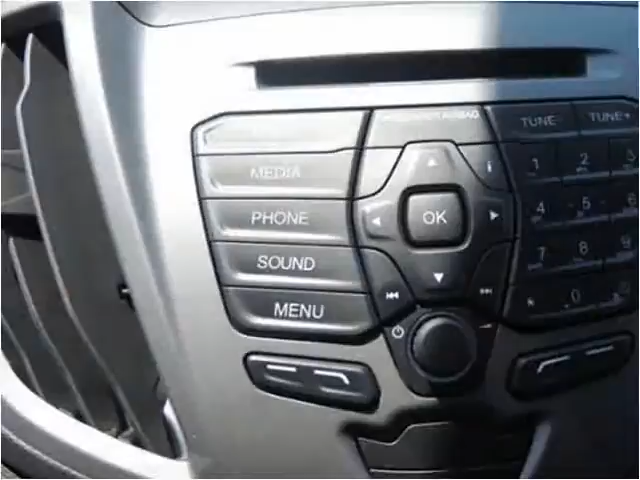 TUNE- TUNE+
MEDIA
i
1 2 3
PHONE
OK
4 5 6
SOUND
7 8 9
MENU
* 0